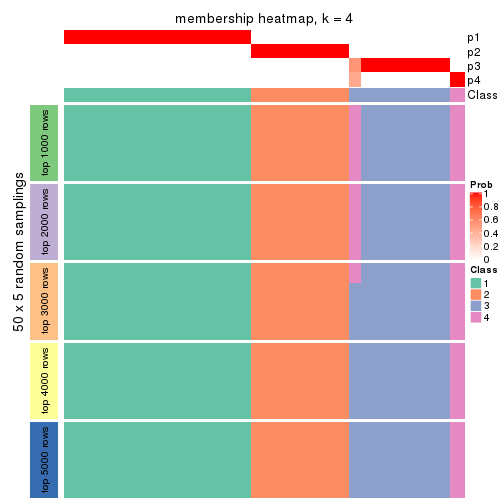 membership heatmap, k = 4
p1
p2
p3
p4
Class
50 x 5 random samplings
top 1000 rows
top 2000 rows
top 3000 rows
top 4000 rows
top 5000 rows
Prob
1
0.8
0.6
0.4
0.2
0
Class
1
2
3
4